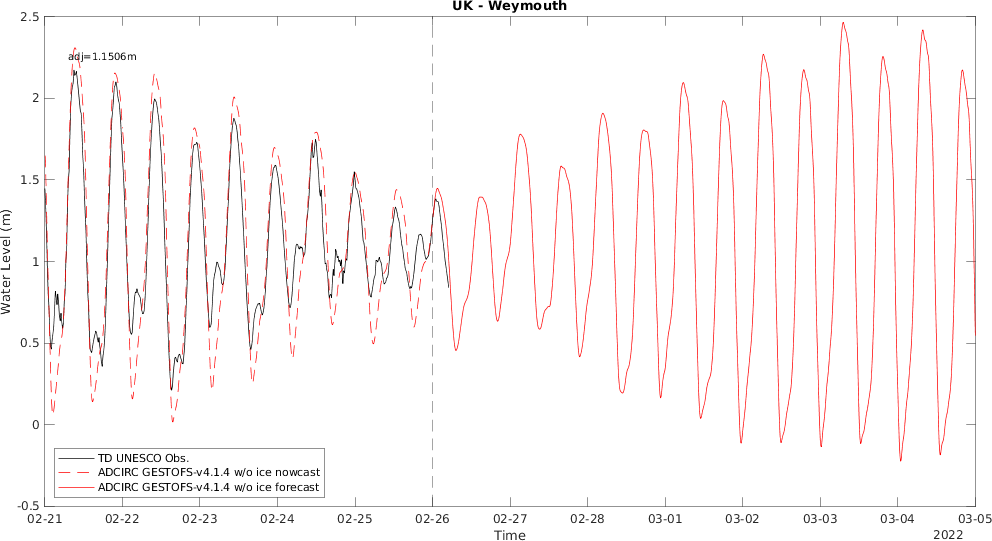 UK - Weymouth
adj=1.1506m
2.5
2
1.5
1
0.5
0
-0.5
Water Level (m)
TD UNESCO Obs.
ADCIRC GESTOFS-v4.1.4 w/o ice nowcast
ADCIRC GESTOFS-v4.1.4 w/o ice forecast
02-21 02-22 02-23 02-24 02-25 02-26 02-27 02-28 03-01 03-02 03-03 03-04 03-05
Time
2022